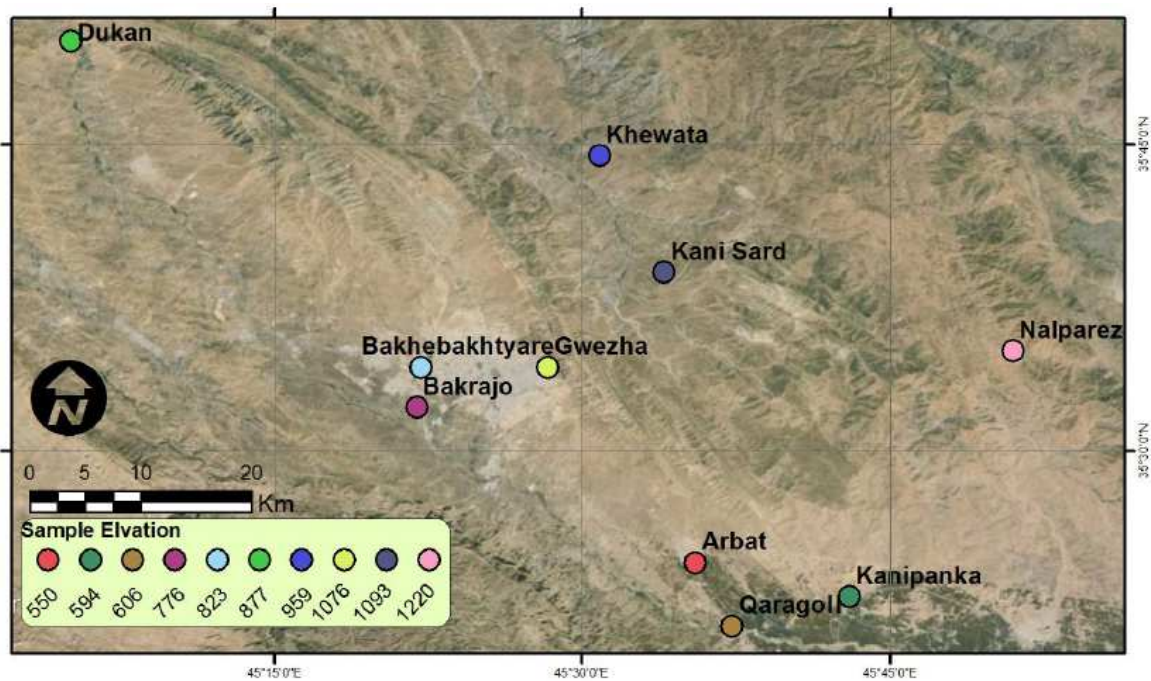 Dukan
Khewata
35°45'0"N
Kani Sard
Nalparez
BakhebakhtyareGwezha
Bakrajo
N
35°30'0"N
0 5 10 20
Km
Sample Elvation
550 594 606 776 823 877 959 1076 1093 1220
Arbat
Kanipanka
Qaragoll
45°15'0"E 45°30'0"E 45°45'0"E